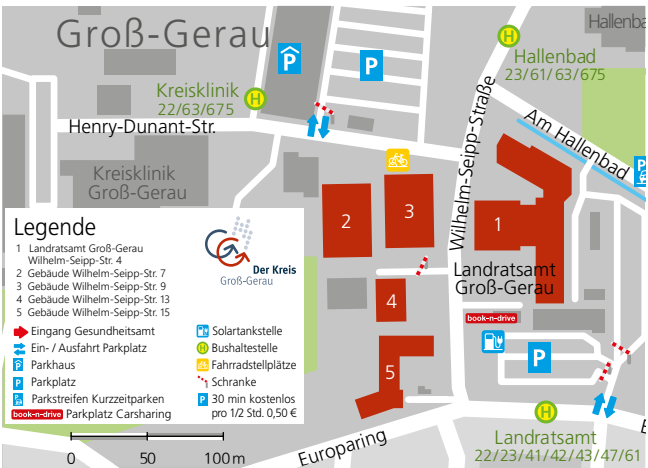 Groß-Gerau
Hallenba
H
Hallenbad
23/61/63/675
P
P
Kreisklinik
22/63/675
H
Henry-Dunant-Str.
Wilhelm-Seipp-Straße
Am Hallenbad
P
Kreisklinik
Groß-Gerau
2
3
1
Landratsamt
Groß-Gerau
4
book-n-drive
P
5
Legende
1 Landratsamt Groß-Gerau
Wilhelm-Seipp-Str. 4
2 Gebäude Wilhelm-Seipp-Str. 7
3 Gebäude Wilhelm-Seipp-Str. 9
4 Gebäude Wilhelm-Seipp-Str. 13
5 Gebäude Wilhelm-Seipp-Str. 15
Der Kreis
Groß-Gerau
Eingang Gesundheitsamt
Ein- / Ausfahrt Parkplatz
P Parkhaus
P Parkplatz
P Parkstreifen Kurzzeitparken
book-n-drive Parkplatz Carsharing
Solartankstelle
H Bushaltestelle
Fahrradstellplätze
Schranke
P 30 min kostenlos
pro 1/2 Std. 0,50 €
0 50 100 m
Europaring
H
Landratsamt
22/23/41/42/43/47/61
E